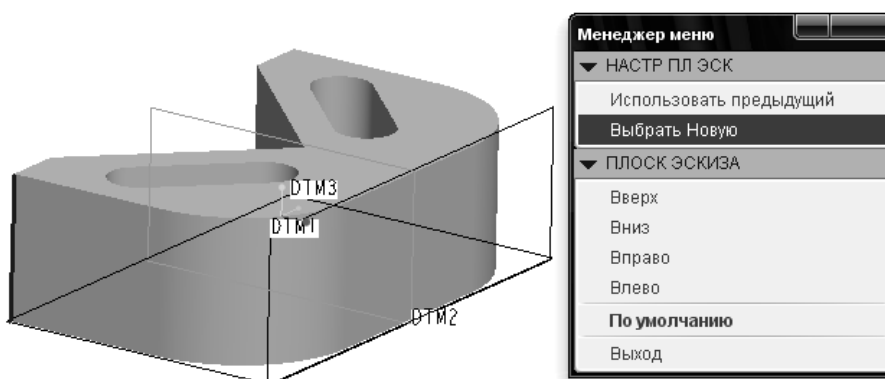 DTM3
DTM1
DTM2
Менеджер меню
НАСТР ПЛ ЭСК
Использовать предыдущий
Выбрать Новую
ПЛОСК ЭСКИЗА
Вверх
Вниз
Вправо
Влево
По умолчанию
Выход